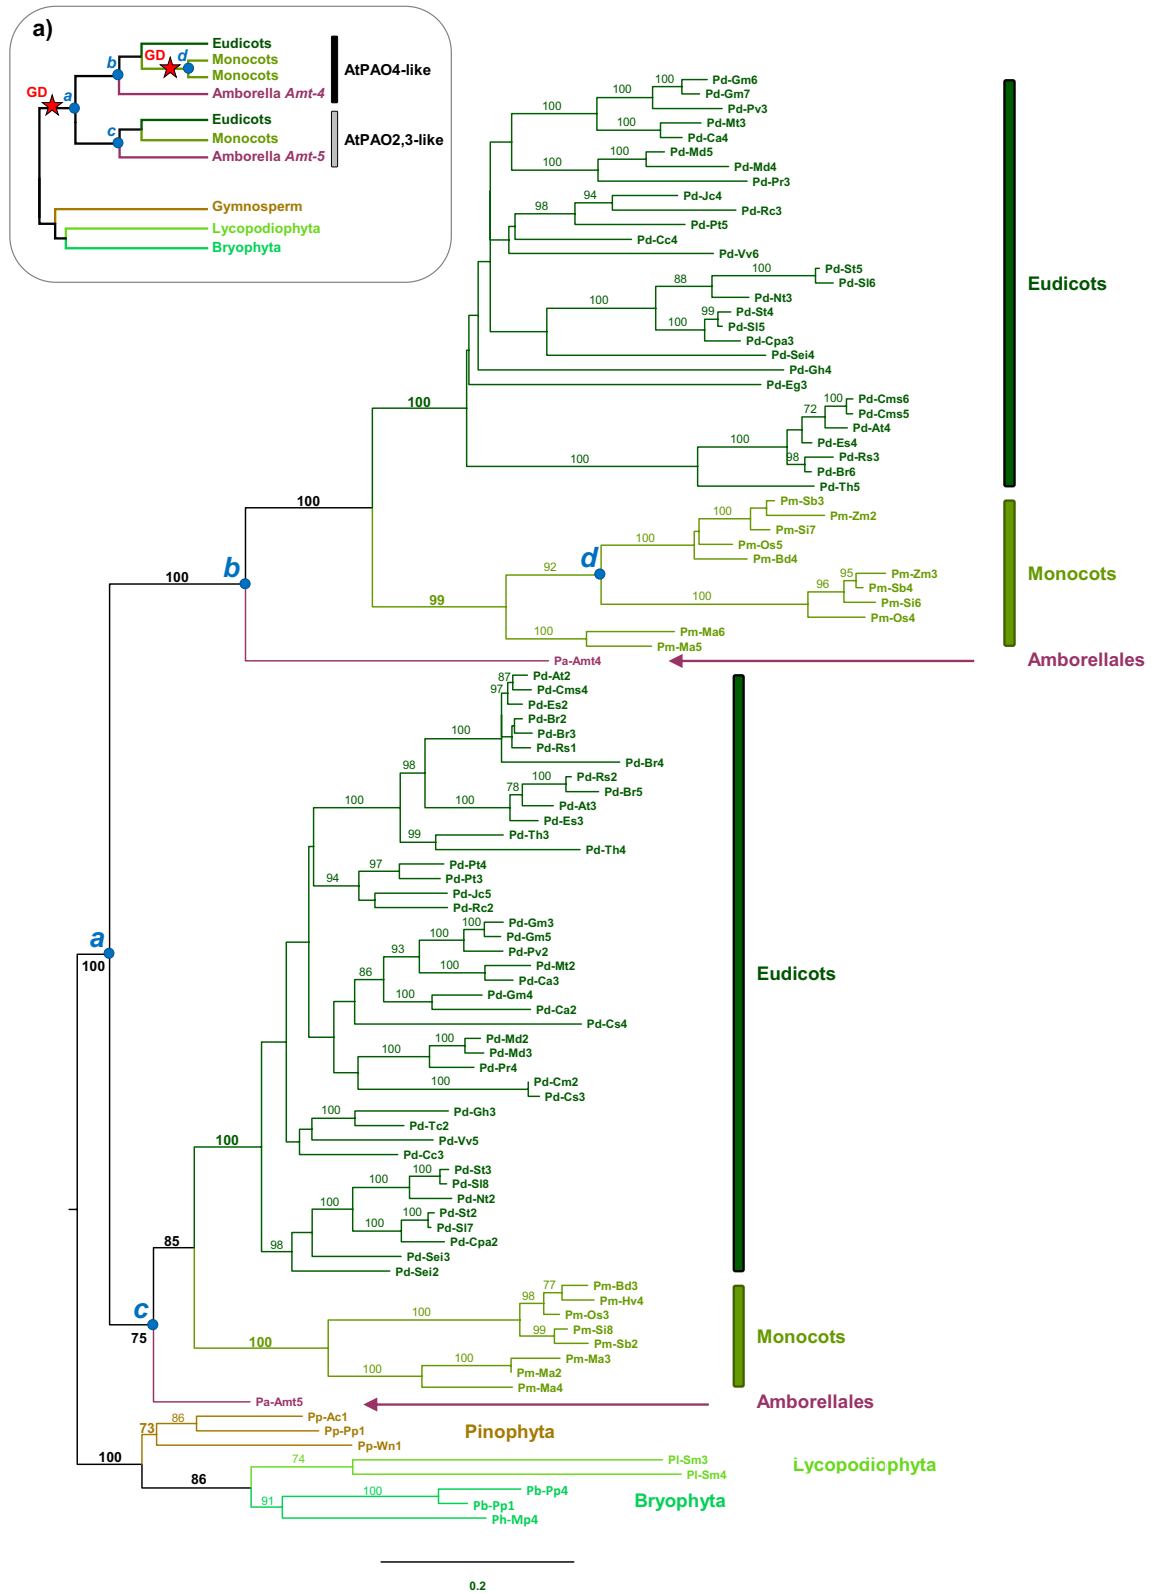 a)
Eudicots
GD
d
b
Monocots
Monocots
AtPAO4-like
GD
a
Amborella Amt-4
Eudicots
c
Monocots
AtPAO2,3-like
Amborella Amt-5
Gymnosperm
Lycopodiophyta
Bryophyta
100
Pd-Gm6
Pd-Gm7
100
Pd-Pv3
100
100
Pd-Mt3
Pd-Ca4
100
Pd-Md5
100
Pd-Md4
Pd-Pr3
94
Pd-Jc4
98
Pd-Rc3
Pd-Pt5
Pd-Cc4
Pd-Vv6
100
Pd-St5
88
Pd-Sl6
Eudicots
100
Pd-Nt3
99
Pd-St4
100
Pd-Sl5
Pd-Cpa3
Pd-Sei4
Pd-Gh4
Pd-Eg3
100
100
Pd-Cms6
72
Pd-Cms5
Pd-At4
100
Pd-Es4
98
Pd-Rs3
100
Pd-Br6
Pd-Th5
100
Pm-Sb3
100
Pm-Zm2
Pm-Si7
100
Pm-Os5
Pm-Bd4
d
92
95
Pm-Zm3
Monocots
b
100
96
Pm-Sb4
99
100
Pm-Si6
Pm-Os4
100
Pm-Ma6
Pm-Ma5
Pa-Amt4
Amborellales
87
Pd-At2
97
Pd-Cms4
Pd-Es2
Pd-Br2
100
Pd-Br3
Pd-Rs1
98
Pd-Br4
100
Pd-Rs2
78
Pd-Br5
100
100
Pd-At3
Pd-Es3
99
Pd-Th3
Pd-Th4
97
Pd-Pt4
94
Pd-Pt3
Pd-Jc5
Pd-Rc2
100
Pd-Gm3
100
Pd-Gm5
a
93
Pd-Pv2
100
100
Pd-Mt2
86
Pd-Ca3
Eudicots
100
Pd-Gm4
Pd-Ca2
Pd-Cs4
100
Pd-Md2
100
Pd-Md3
Pd-Pr4
100
Pd-Cm2
Pd-Cs3
100
Pd-Gh3
Pd-Tc2
100
Pd-Vv5
Pd-Cc3
100
Pd-St3
100
Pd-Sl8
Pd-Nt2
100
100
Pd-St2
100
Pd-Sl7
85
98
Pd-Cpa2
Pd-Sei3
Pd-Sei2
77
Pm-Bd3
98
Pm-Hv4
c
100
Pm-Os3
99
Pm-Si8
75
100
Pm-Sb2
Monocots
100
Pm-Ma3
100
Pm-Ma2
Pm-Ma4
Pa-Amt5
Amborellales
86
Pp-Ac1
73
Pp-Pp1
Pinophyta
Pp-Wn1
100
74
Pl-Sm3
Lycopodiophyta
86
Pl-Sm4
100
Pb-Pp4
91
Pb-Pp1
Bryophyta
Ph-Mp4
0.2